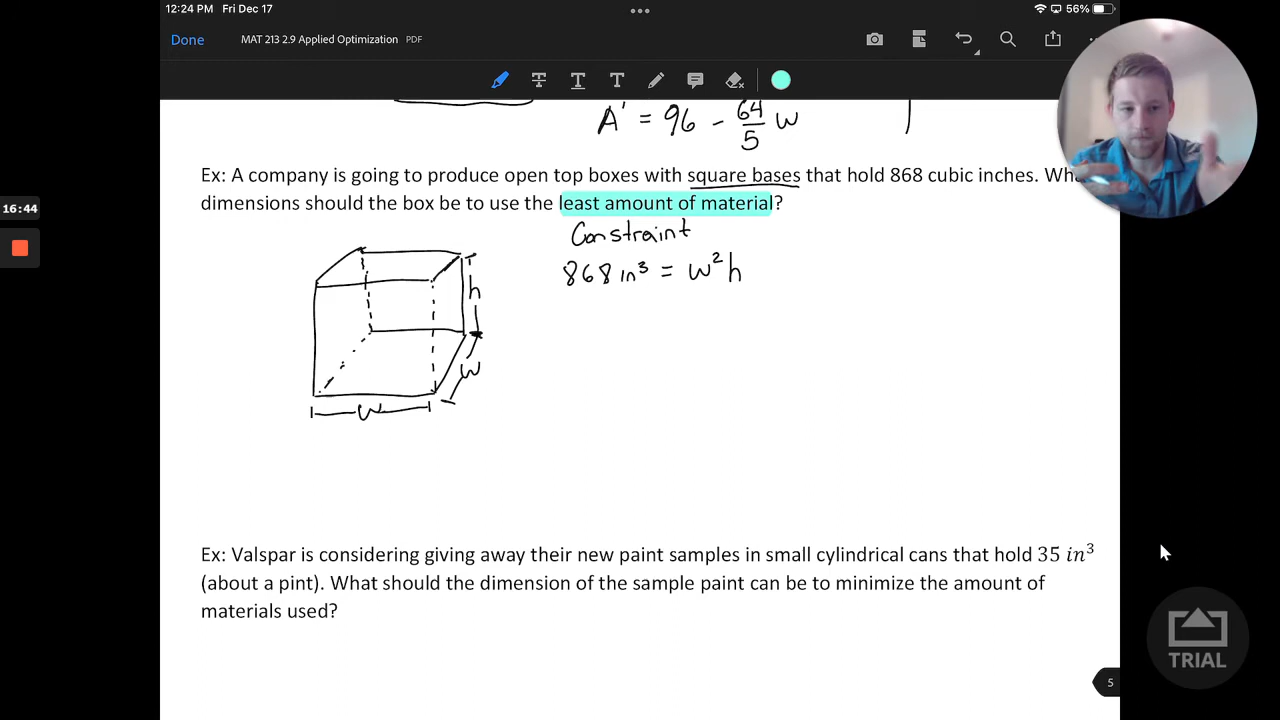 12:24 PM Fri Dec 17
56%
Done
MAT 213 2.9 Applied Optimization PDF
A' = 96 - 64/5 w
Ex: A company is going to produce open top boxes with square bases that hold 868 cubic inches.
dimensions should the box be to use the least amount of material?
16:44
Constraint
868 in³ = w²h
h
w
w
Ex: Valspar is considering giving away their new paint samples in small cylindrical cans that hold 35 in³
(about a pint). What should the dimension of the sample paint can be to minimize the amount of
materials used?
TRIAL
5